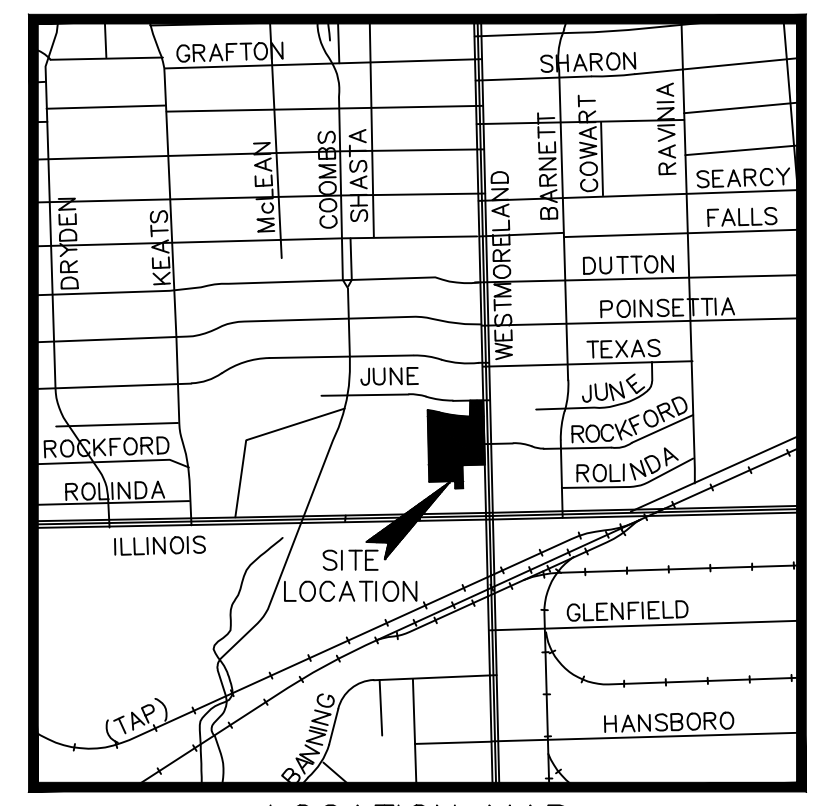 GRAFTON
SHARON
McLEAN
COOMBS
SHASTA
BARNETT
COWART
RAVINIA
SEARCY
DRYDEN
KEATS
WESTMORELAND
FALLS
DUTTON
POINSETTIA
TEXAS
JUNE
JUNE
ROCKFORD
ROCKFORD
ROLINDA
ROLINDA
ILLINOIS
SITE
LOCATION
GLENFIELD
(TAP)
BANNING
HANSBORO